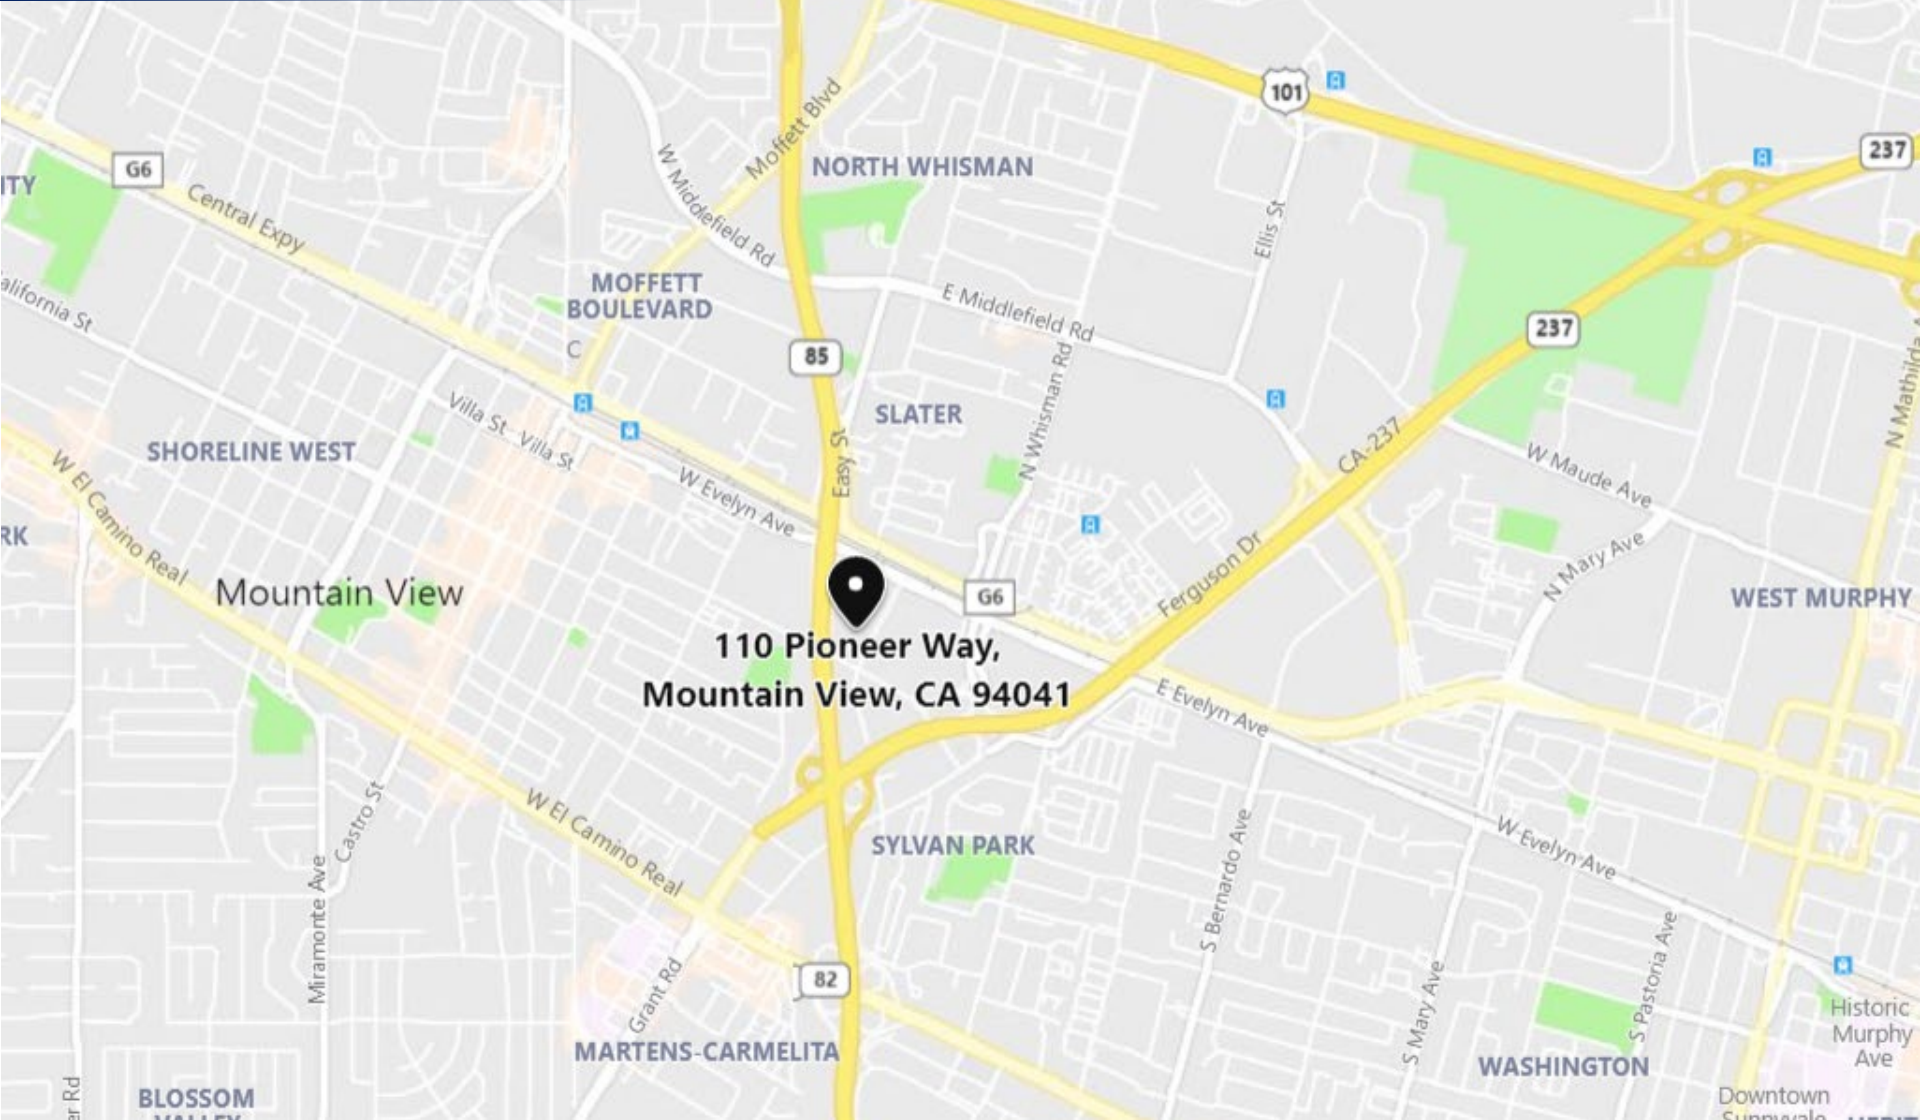 101
237
G6
Moffett Blvd
NORTH WHISMAN
W Middlefield Rd
Central Expy
Ellis St
MOFFETT
BOULEVARD
E Middlefield Rd
237
85
C
SLATER
N Whisman Rd
Villa St
Villa St
SHORELINE WEST
Easy St
CA-237
W Maude Ave
W El Camino Real
W Evelyn Ave
Ferguson Dr
N Mary Ave
Mountain View
G6
WEST MURPHY
110 Pioneer Way,
Mountain View, CA 94041
E Evelyn Ave
W El Camino Real
Castro St
SYLVAN PARK
W Evelyn Ave
S Bernardo Ave
Miramonte Ave
82
Grant Rd
S Mary Ave
S Pastoria Ave
Historic
Murphy
Ave
MARTENS-CARMELITA
WASHINGTON
BLOSSOM
VALLEY
Downtown
Sunnyvale